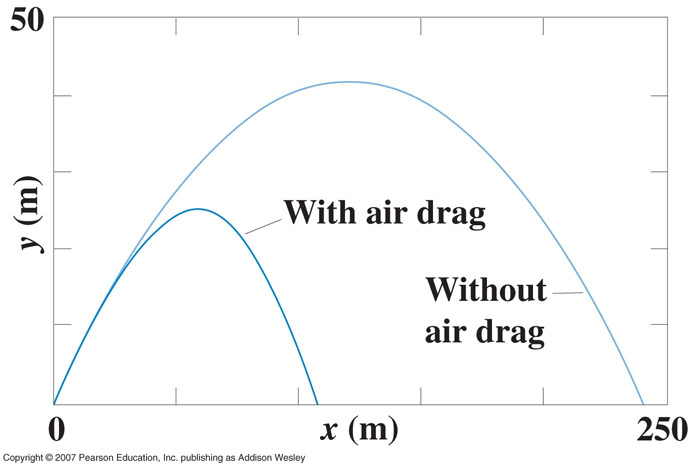 50
y (m)
With air drag
Without
air drag
0
x (m)
250
Copyright © 2007 Pearson Education, Inc. publishing as Addison Wesley